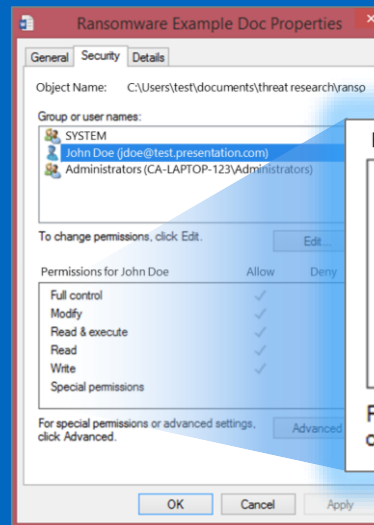 Ransomware Example Doc Properties
General Security Details
Object Name: C:\Users\test\documents\threat research\ranso
Group or user names:
SYSTEM
John Doe (jdoe@test.presentation.com)
Administrators (CA-LAPTOP-123\Administrators)
To change permissions, click Edit.
Edit...
Permissions for John Doe Allow Deny
Full control
Modify
Read & execute
Read
Write
Special permissions
For special permissions or advanced settings,
click Advanced.
Advanced
OK Cancel Apply